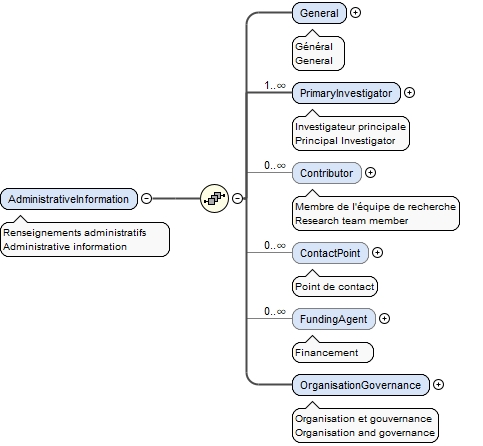 General
Général
General
1..∞
PrimaryInvestigator
Investigateur principale
Principal Investigator
0..∞
Contributor
Membre de l'équipe de recherche
Research team member
AdministrativeInformation
Renseignements administratifs
Administrative information
0..∞
ContactPoint
Point de contact
0..∞
FundingAgent
Financement
OrganisationGovernance
Organisation et gouvernance
Organisation and governance